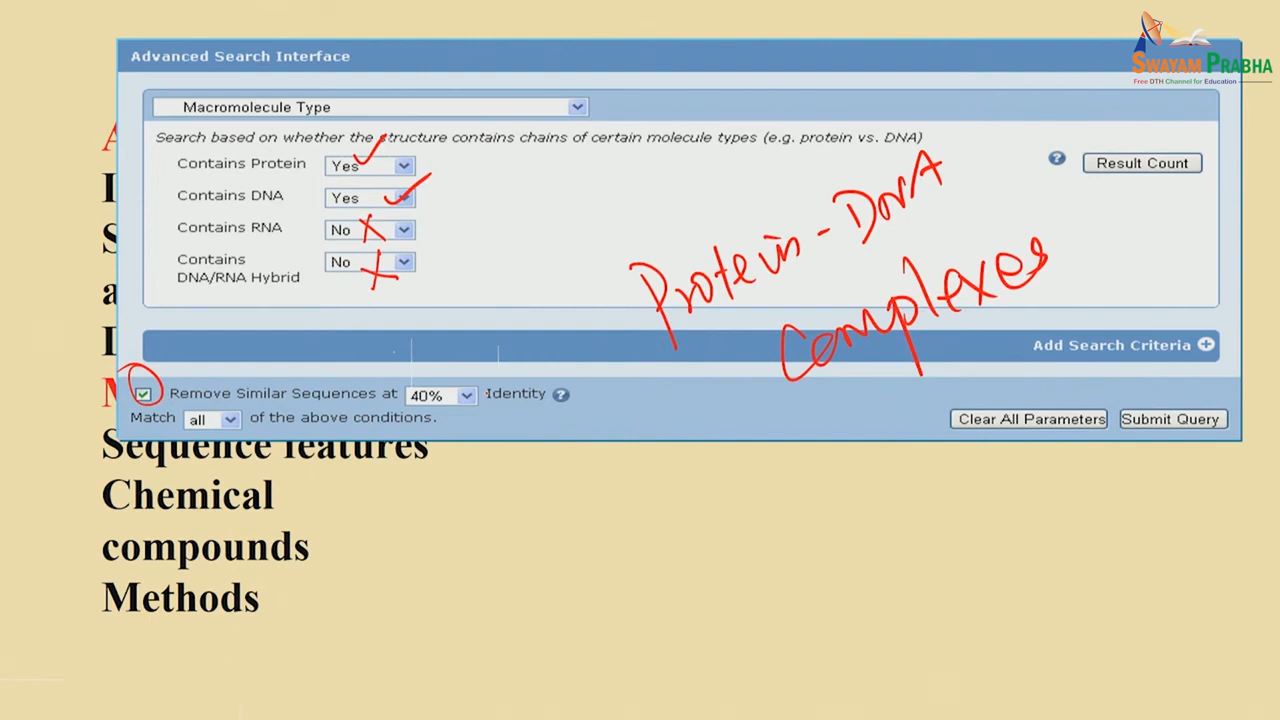 SWAYAM PRABHA
Free DTH Channel for Education
Advanced Search Interface
Macromolecule Type
Search based on whether the structure contains chains of certain molecule types (e.g. protein vs. DNA)
Contains Protein Yes
Result Count
Contains DNA Yes
Contains RNA No
Contains
DNA/RNA Hybrid No
Protein - DNA
Complexes
Add Search Criteria
Remove Similar Sequences at 40% Identity
Match all of the above conditions.
Clear All Parameters Submit Query
Sequence features
Chemical
compounds
Methods